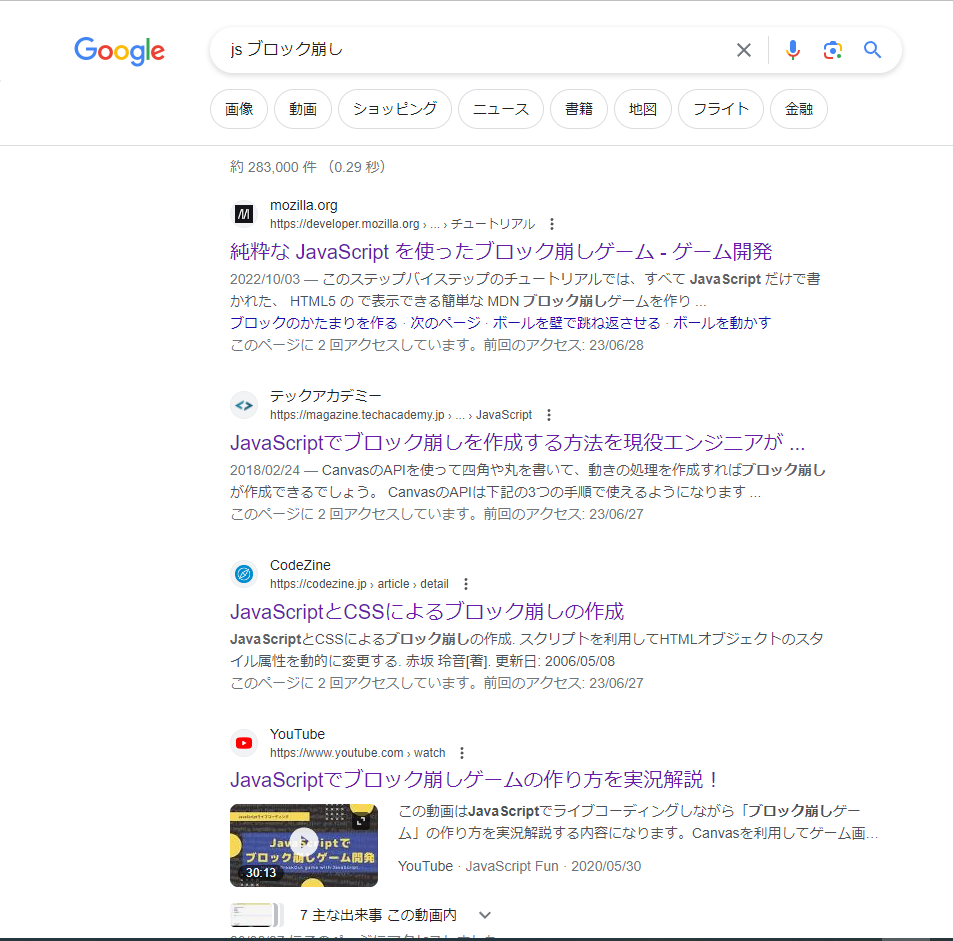 Google
js ブロック崩し
画像 動画 ショッピング ニュース 書籍 地図 フライト 金融
約 283,000 件 （0.29 秒）
mozilla.org
https://developer.mozilla.org › ... › チュートリアル
純粋な JavaScript を使ったブロック崩しゲーム - ゲーム開発
2022/10/03 — このステップバイステップのチュートリアルでは、すべて JavaScript だけで書
かれた、 HTML5 の で表示できる簡単な MDN ブロック崩しゲームを作り ...
ブロックのかたまりを作る · 次のページ · ボールを壁で跳ね返させる · ボールを動かす
このページに 2 回アクセスしています。前回のアクセス: 23/06/28
テックアカデミー
https://magazine.techacademy.jp › ... › JavaScript
JavaScriptでブロック崩しを作成する方法を現役エンジニアが ...
2018/02/24 — CanvasのAPIを使って四角や丸を書いて、動きの処理を作成すればブロック崩し
が作成できるでしょう。 CanvasのAPIは下記の3つの手順で使えるようになります ...
このページに 2 回アクセスしています。前回のアクセス: 23/06/27
CodeZine
https://codezine.jp › article › detail
JavaScriptとCSSによるブロック崩しの作成
JavaScriptとCSSによるブロック崩しの作成. スクリプトを利用してHTMLオブジェクトのスタ
イル属性を動的に変更する. 赤坂 玲音[著]. 更新日: 2006/05/08
このページに 2 回アクセスしています。前回のアクセス: 23/06/27
YouTube
https://www.youtube.com › watch
JavaScriptでブロック崩しゲームの作り方を実況解説！
JavaScriptライブコーディング
JavaScriptで
ブロック崩しゲーム開発
30:13
この動画はJavaScriptでライブコーディングしながら「ブロック崩しゲー
ム」の作り方を実況解説する内容になります。Canvasを利用してゲーム画...
YouTube · JavaScript Fun · 2020/05/30
7 主な出来事 この動画内